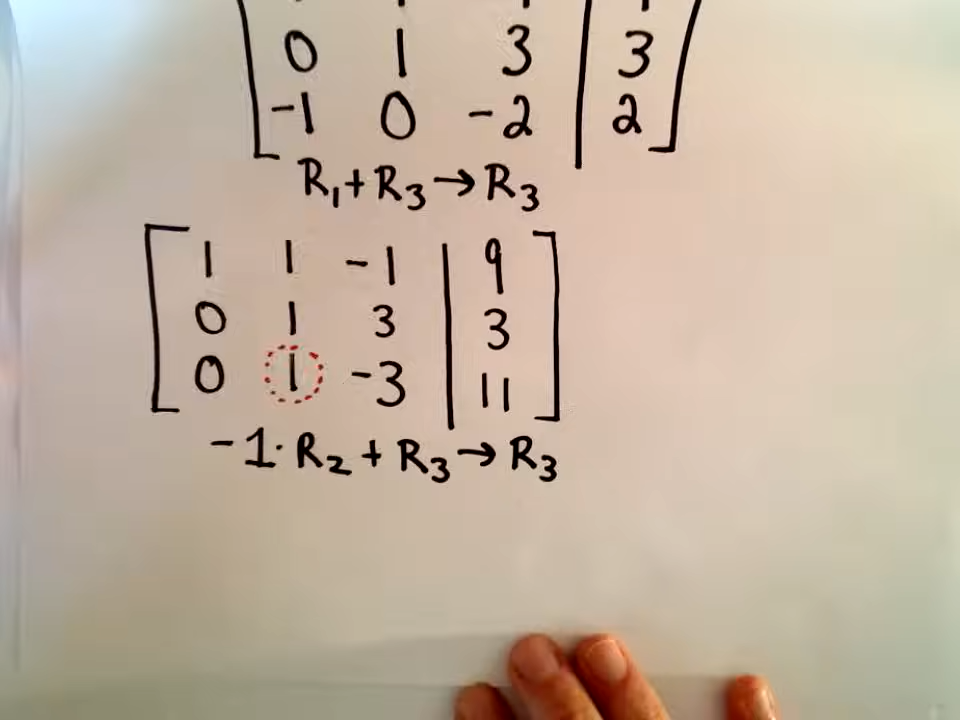 0 1 3 | 3
-1 0 -2 | 2
R₁ + R₃ → R₃
1 1 -1 | 9
0 1 3 | 3
0 1 -3 | 11
-1 · R₂ + R₃ → R₃